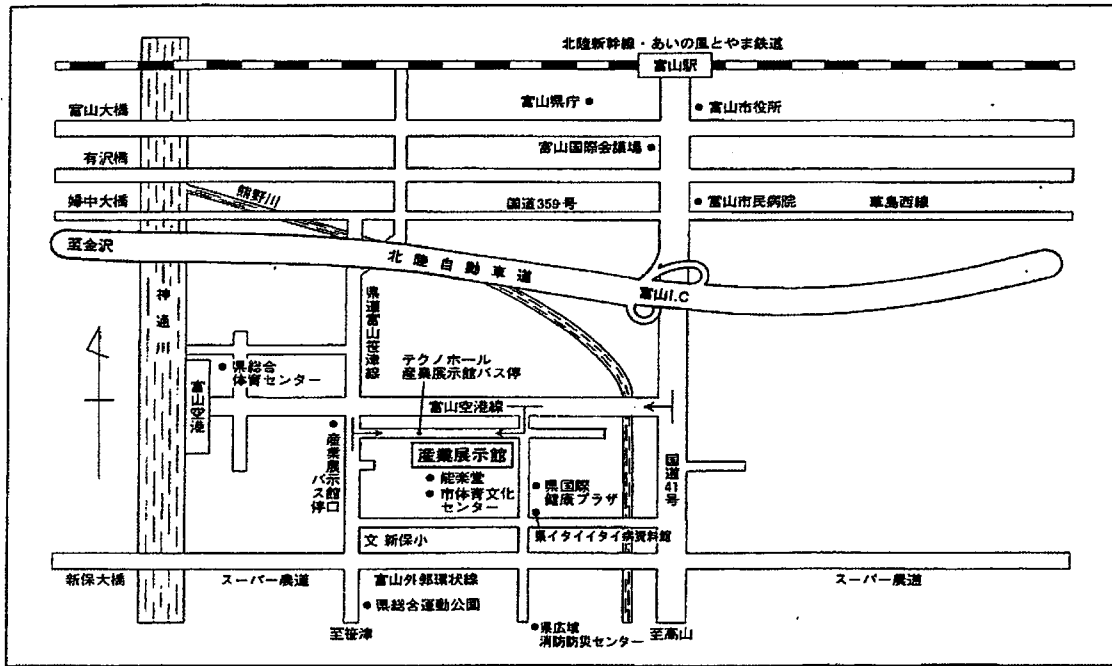 北陸新幹線・あいの風とやま鉄道
富山駅
富山県庁
富山市役所
富山大橋
富山国際会議場
有沢橋
熊野川
婦中大橋
国道359号
富山市民病院
草島西線
至金沢
北陸自動車道
富山I.C
神通川
県道富山笹津線
県総合
体育センター
テクノホール
産業展示館バス停
富山空港
富山空港線
産業展示館口
バス停
産業展示館
国道41号
能楽堂
市体育文化
センター
県国際
健康プラザ
県イタイイタイ病資料館
文 新保小
新保大橋
スーパー農道
富山外郭環状線
スーパー農道
県総合運動公園
至笹津
県広域
消防防災センター
至高山